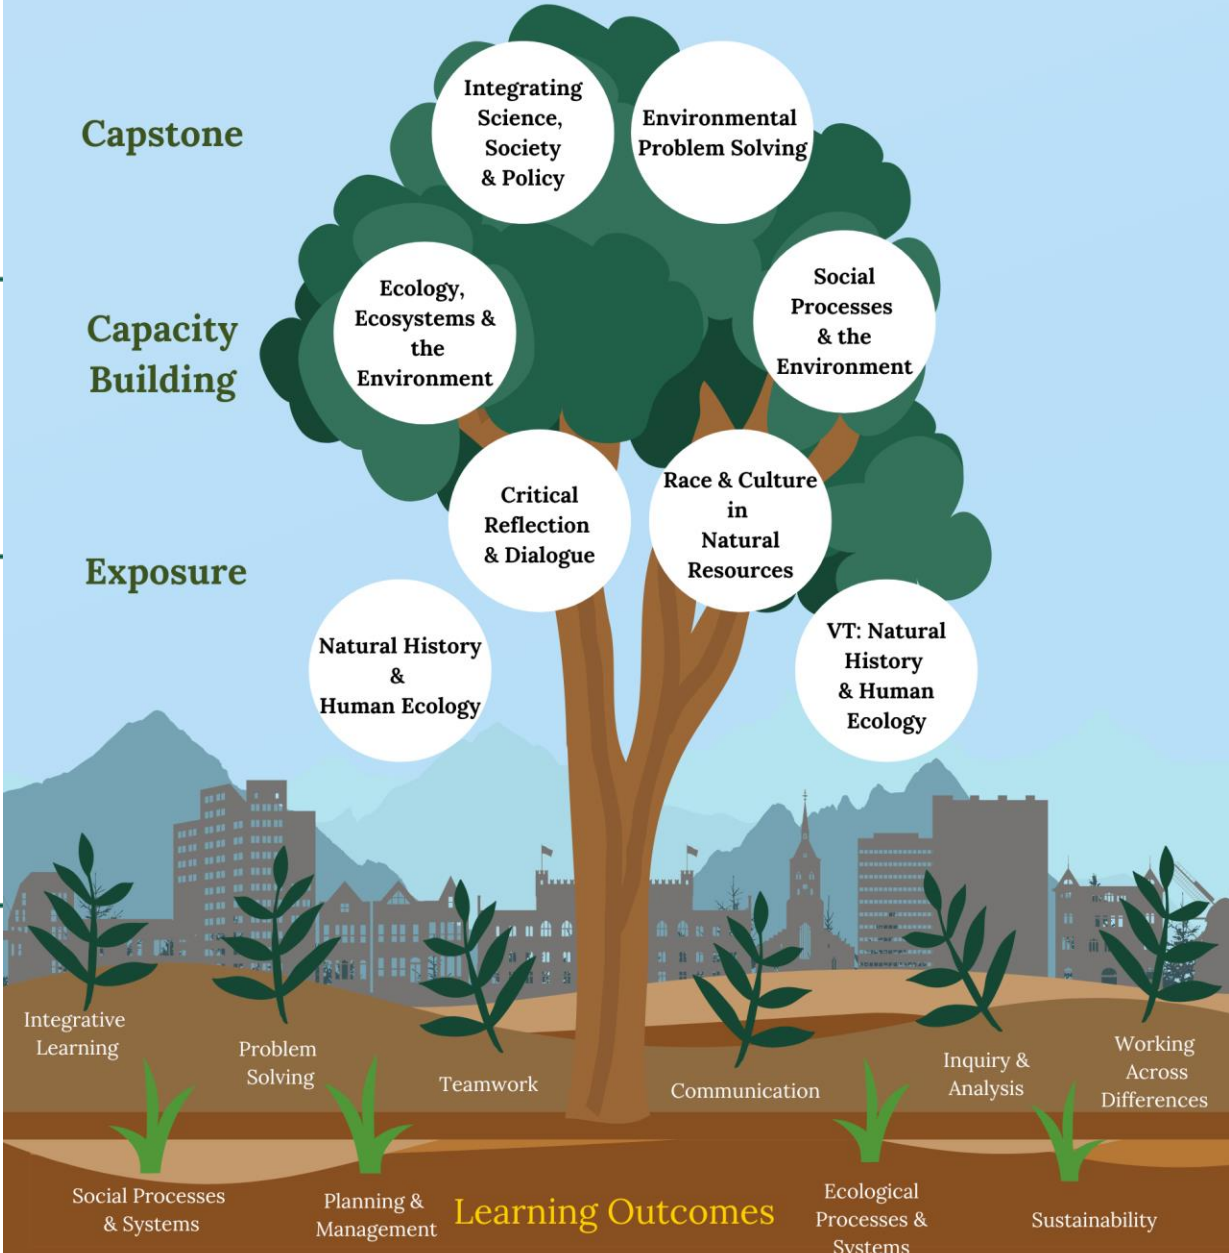 Capstone
Integrating
Science,
Society
& Policy
Environmental
Problem Solving
Capacity
Building
Ecology,
Ecosystems &
the
Environment
Social
Processes
& the
Environment
Exposure
Critical
Reflection
& Dialogue
Race & Culture
in
Natural
Resources
Natural History
&
Human Ecology
VT: Natural
History
& Human
Ecology
Integrative
Learning
Problem
Solving
Teamwork
Communication
Inquiry &
Analysis
Working
Across
Differences
Social Processes
& Systems
Planning &
Management
Learning Outcomes
Ecological
Processes &
Systems
Sustainability